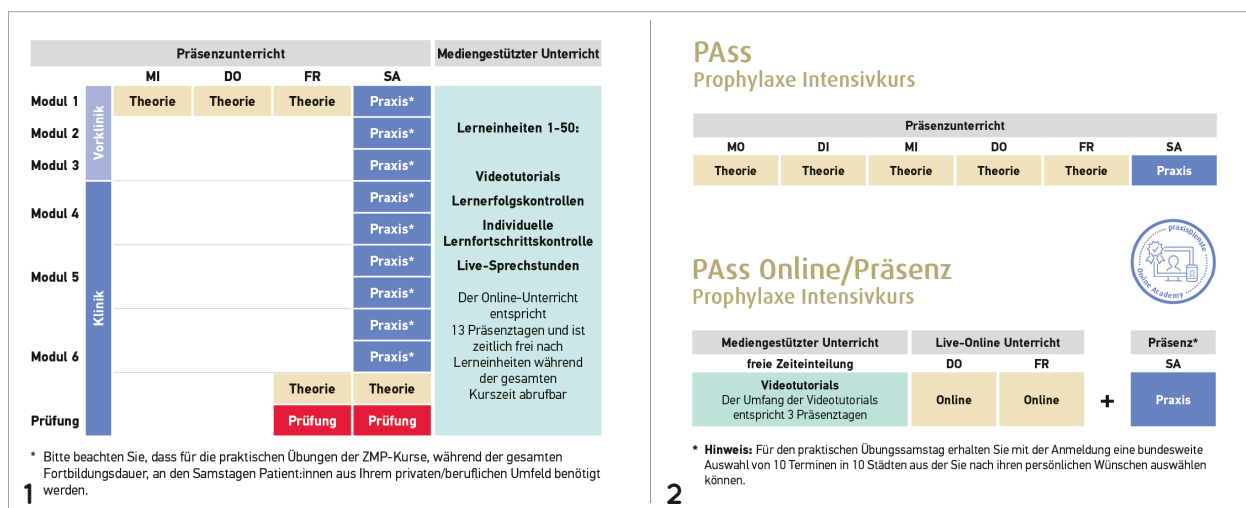 Präsenzunterricht
Mediengestützter Unterricht
MI DO FR SA
Modul 1
Modul 2
Modul 3
Modul 4
Modul 5
Modul 6
Prüfung
Vorklinik
Klinik
Theorie Theorie Theorie Praxis*
Praxis*
Praxis*
Praxis*
Praxis*
Praxis*
Praxis*
Praxis*
Praxis*
Theorie Theorie
Prüfung Prüfung
Lerneinheiten 1-50:
Videotutorials
Lernerfolgskontrollen
Individuelle
Lernfortschrittskontrolle
Live-Sprechstunden
Der Online-Unterricht
entspricht
13 Präsenztagen und ist
zeitlich frei nach
Lerneinheiten während
der gesamten
Kurszeit abrufbar
* Bitte beachten Sie, dass für die praktischen Übungen der ZMP-Kurse, während der gesamten
Fortbildungsdauer, an den Samstagen Patient:innen aus Ihrem privaten/beruflichen Umfeld benötigt
werden.
1
PAss
Prophylaxe Intensivkurs
Präsenzunterricht
MO DI MI DO FR SA
Theorie Theorie Theorie Theorie Theorie Praxis
PAss Online/Präsenz
Prophylaxe Intensivkurs
praxisDienste
Online Academy
Mediengestützter Unterricht Live-Online Unterricht Präsenz*
freie Zeiteinteilung DO FR SA
Videotutorials
Der Umfang der Videotutorials
entspricht 3 Präsenztagen
Online Online + Praxis
* Hinweis: Für den praktischen Übungssamstag erhalten Sie mit der Anmeldung eine bundesweite
Auswahl von 10 Terminen in 10 Städten aus der Sie nach ihren persönlichen Wünschen auswählen
können.
2